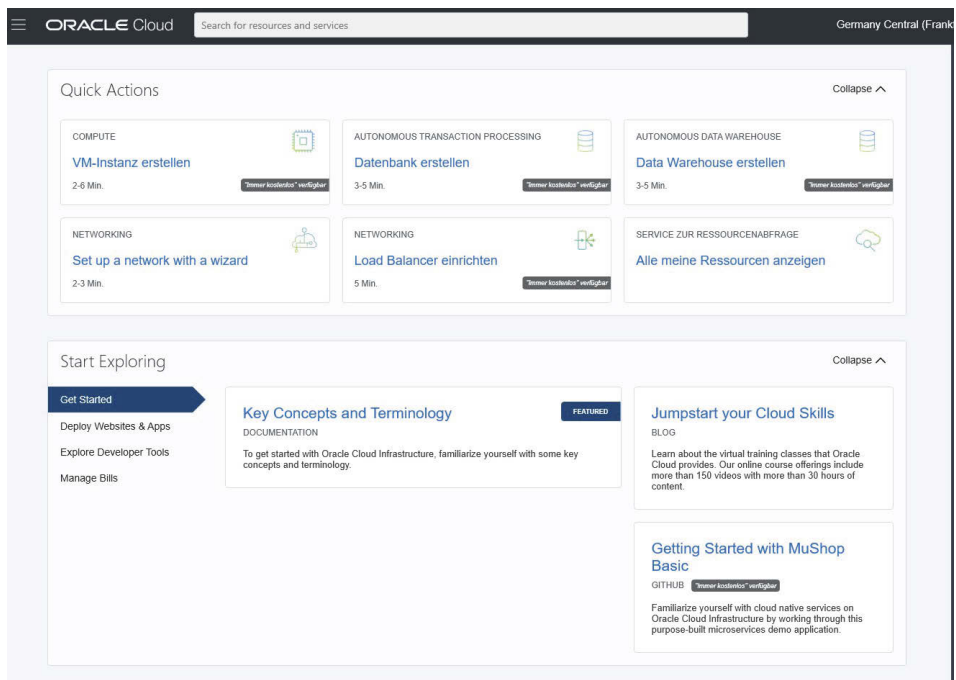 ORACLE Cloud
Search for resources and services
Germany Central (Frankf
Quick Actions
Collapse
COMPUTE
VM-Instanz erstellen
2-6 Min.
"Immer kostenlos" verfügbar
AUTONOMOUS TRANSACTION PROCESSING
Datenbank erstellen
3-5 Min.
"Immer kostenlos" verfügbar
AUTONOMOUS DATA WAREHOUSE
Data Warehouse erstellen
3-5 Min.
"Immer kostenlos" verfügbar
NETWORKING
Set up a network with a wizard
2-3 Min.
NETWORKING
Load Balancer einrichten
5 Min.
"Immer kostenlos" verfügbar
SERVICE ZUR RESSOURCENABFRAGE
Alle meine Ressourcen anzeigen
Start Exploring
Collapse
Get Started
Deploy Websites & Apps
Explore Developer Tools
Manage Bills
Key Concepts and Terminology
FEATURED
DOCUMENTATION
To get started with Oracle Cloud Infrastructure, familiarize yourself with some key
concepts and terminology.
Jumpstart your Cloud Skills
BLOG
Learn about the virtual training classes that Oracle
Cloud provides. Our online course offerings include
more than 150 videos with more than 30 hours of
content.
Getting Started with MuShop
Basic
GITHUB "Immer kostenlos" verfügbar
Familiarize yourself with cloud native services on
Oracle Cloud Infrastructure by working through this
purpose-built microservices demo application.